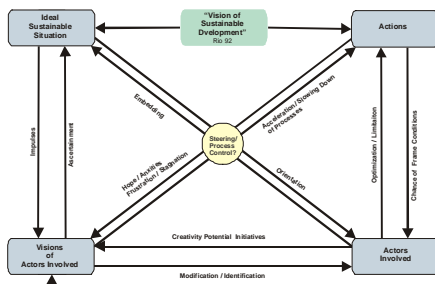 Ideal
Sustainable
Situation
"Vision of
Sustainable
Dvelopment"
Rio 92
Actions
Embedding
Acceleration / Slowing Down
of Processes
Impulses
Ascertainment
Steering/
Process
Control?
Optimization / Limitaiton
Chance of Frame Conditions
Hope / Anxities
Frustration / Stagnation
Orientation
Visions
of
Actors Involved
Creativity Potential Initiatives
Actors
Involved
Modification / Identification